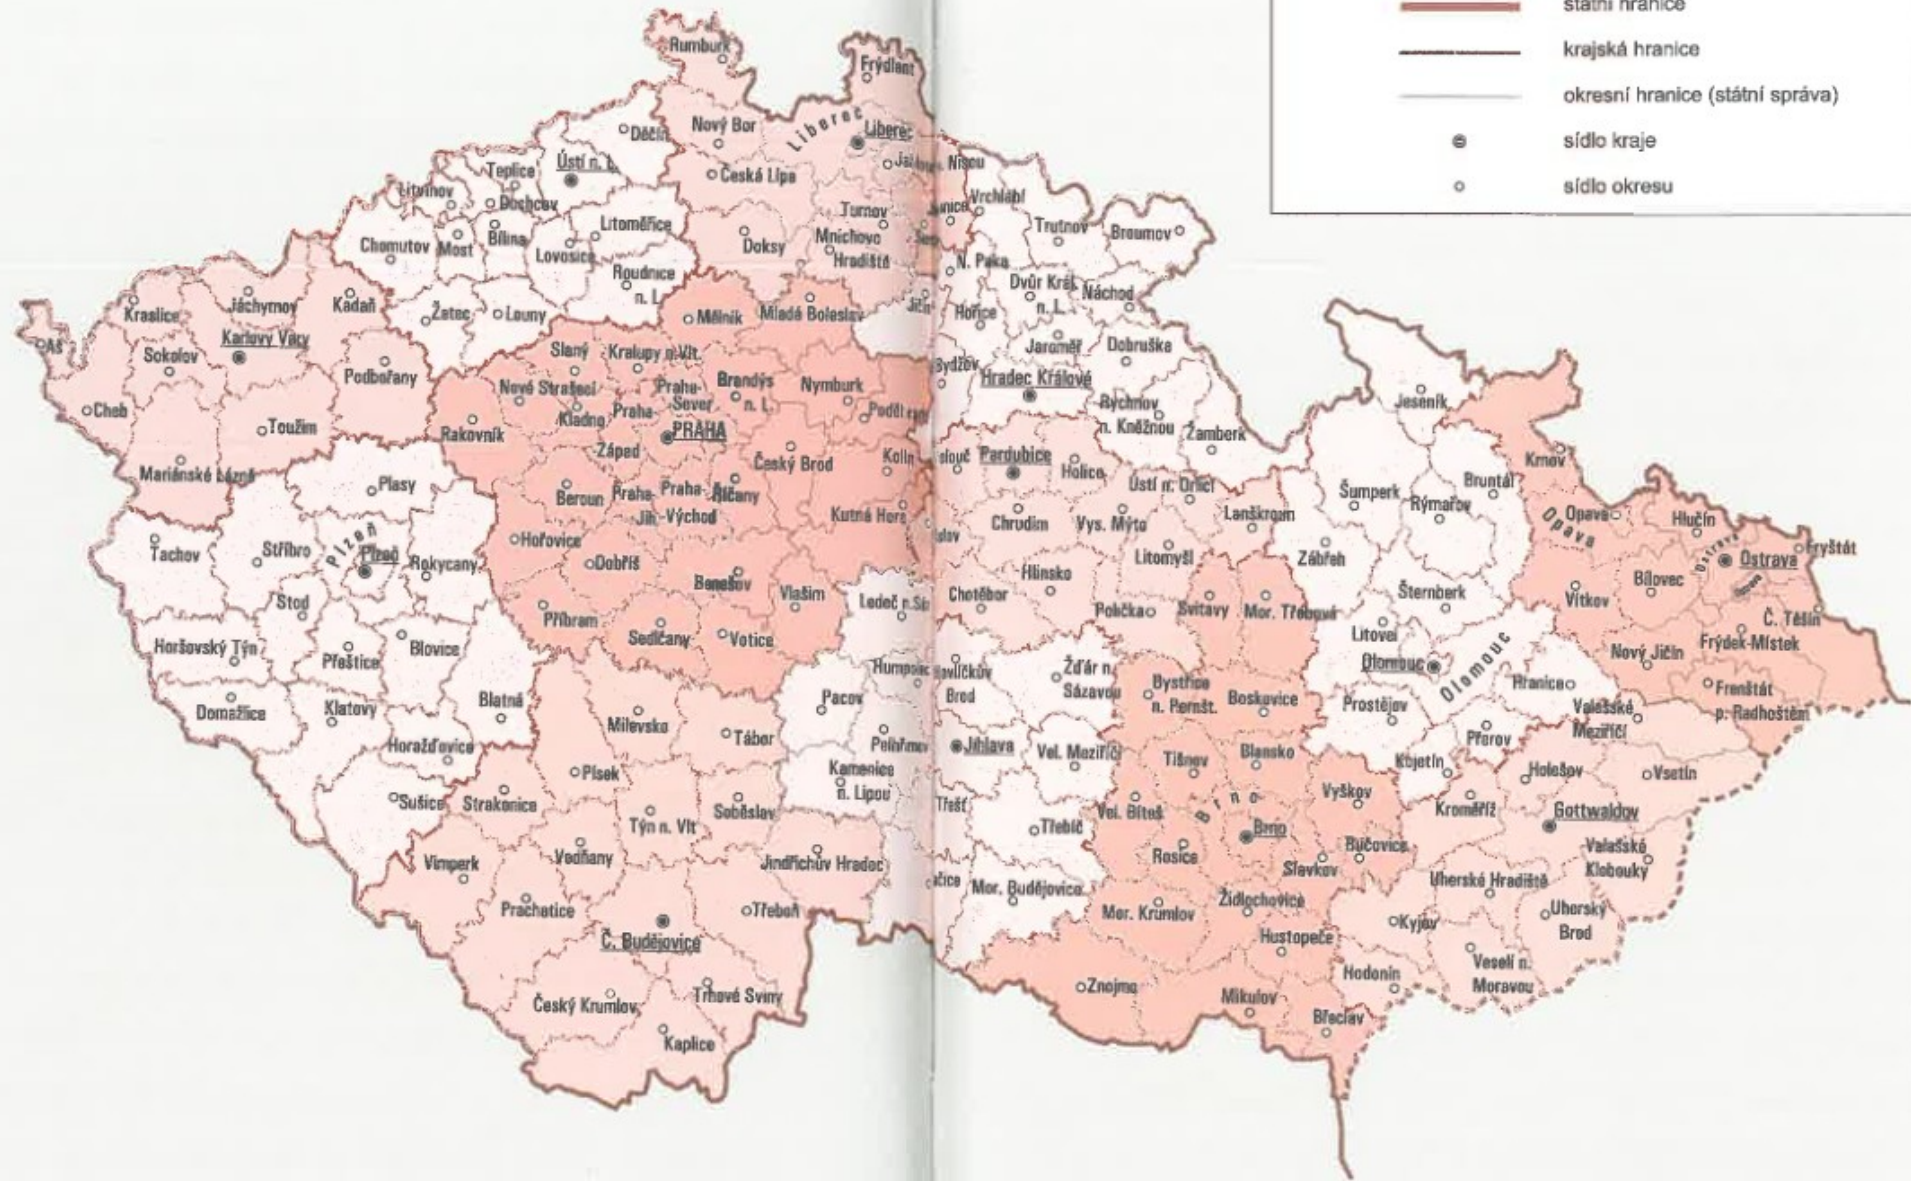 státní hranice
krajská hranice
okresní hranice (státní správa)
sídlo kraje
sídlo okresu
Rumburk
Frýdlant
Děčín
Nový Bor
Liberec
Liberec
Teplice
Ústí n. L
Česká Lípa
Nisou
Litvínov
Duchcov
Turnov
Vrchlabí
Chomutov
Most
Bílina
Litoměřice
Lovosice
Doksy
Mnichovo
Hradiště
Trutnov
Broumov
Roudnice
n. L.
N. Paka
Jáchymov
Kadaň
Kraslice
Žatec
Louny
Mělník
Mladá Boleslav
Jičín
Hořice
Dvůr Král.
n. L.
Náchod
Aš
Sokolov
Karlovy Vary
Podbořany
Slaný
Kralupy n.Vlt.
Jaroměř
Dobruška
Bydžov
Hradec Králové
Nové Strašecí
Praha-
Sever
Brandýs
n. L.
Nymburk
Cheb
Toužim
Rakovník
Kladno
Praha-
Západ
PRAHA
Rychnov
n. Kněžnou
Žamberk
Jeseník
Mariánské Lázně
Plasy
Český Brod
Kolín
Pardubice
Holice
Krnov
Beroun
Praha-
Jih
Praha-
Východ
Říčany
Kutná Hora
Chrudim
Vys. Mýto
Ústí n. Orlicí
Lanškroun
Šumperk
Rýmařov
Bruntál
Opava
Opava
Hlučín
Tachov
Stříbro
Plzeň
Plzeň
Rokycany
Hořovice
Dobříš
Litomyšl
Zábřeh
Ostrava
Ostrava
Fryštát
Stod
Benešov
Vlašim
Ledeč n.Sáz
Chotěbor
Hlinsko
Polička
Svitavy
Mor. Třebová
Šternberk
Vítkov
Bílovec
Č. Těšín
Příbram
Sedlčany
Votice
Litovel
Horšovský Týn
Přeštice
Blovice
Humpolec
Brod
Žďár n.
Sázavou
Olomouc
Olomouc
Nový Jičín
Frýdek-Místek
Domažlice
Klatovy
Blatná
Milevsko
Pacov
Bystřice
n. Pernšt.
Boskovice
Prostějov
Hranice
Frenštát
p. Radhoštěm
Valašské
Meziříčí
Horažďovice
Tábor
Pelhřimov
Jihlava
Vel. Meziříčí
Tišnov
Blansko
Přerov
Kojetín
Holešov
Vsetín
Sušice
Strakonice
Písek
Kamenice
n. Lipou
Soběslav
Týn n. Vlt
Třešť
Třebíč
Vel. Bíteš
Brno
Brno
Vyškov
Kroměříž
Gottwaldov
Vimperk
Vodňany
Jindřichův Hradec
Rosice
Slavkov
Bučovice
Valašské
Klobouky
Mor. Budějovice
Uherské Hradiště
Prachatice
Třeboň
Mor. Krumlov
Židlochovice
Kyjov
Uherský
Brod
Č. Budějovice
Hustopeče
Veselí n.
Moravou
Hodonín
Český Krumlov
Trhové Sviny
Znojmo
Mikulov
Břeclav
Kaplice